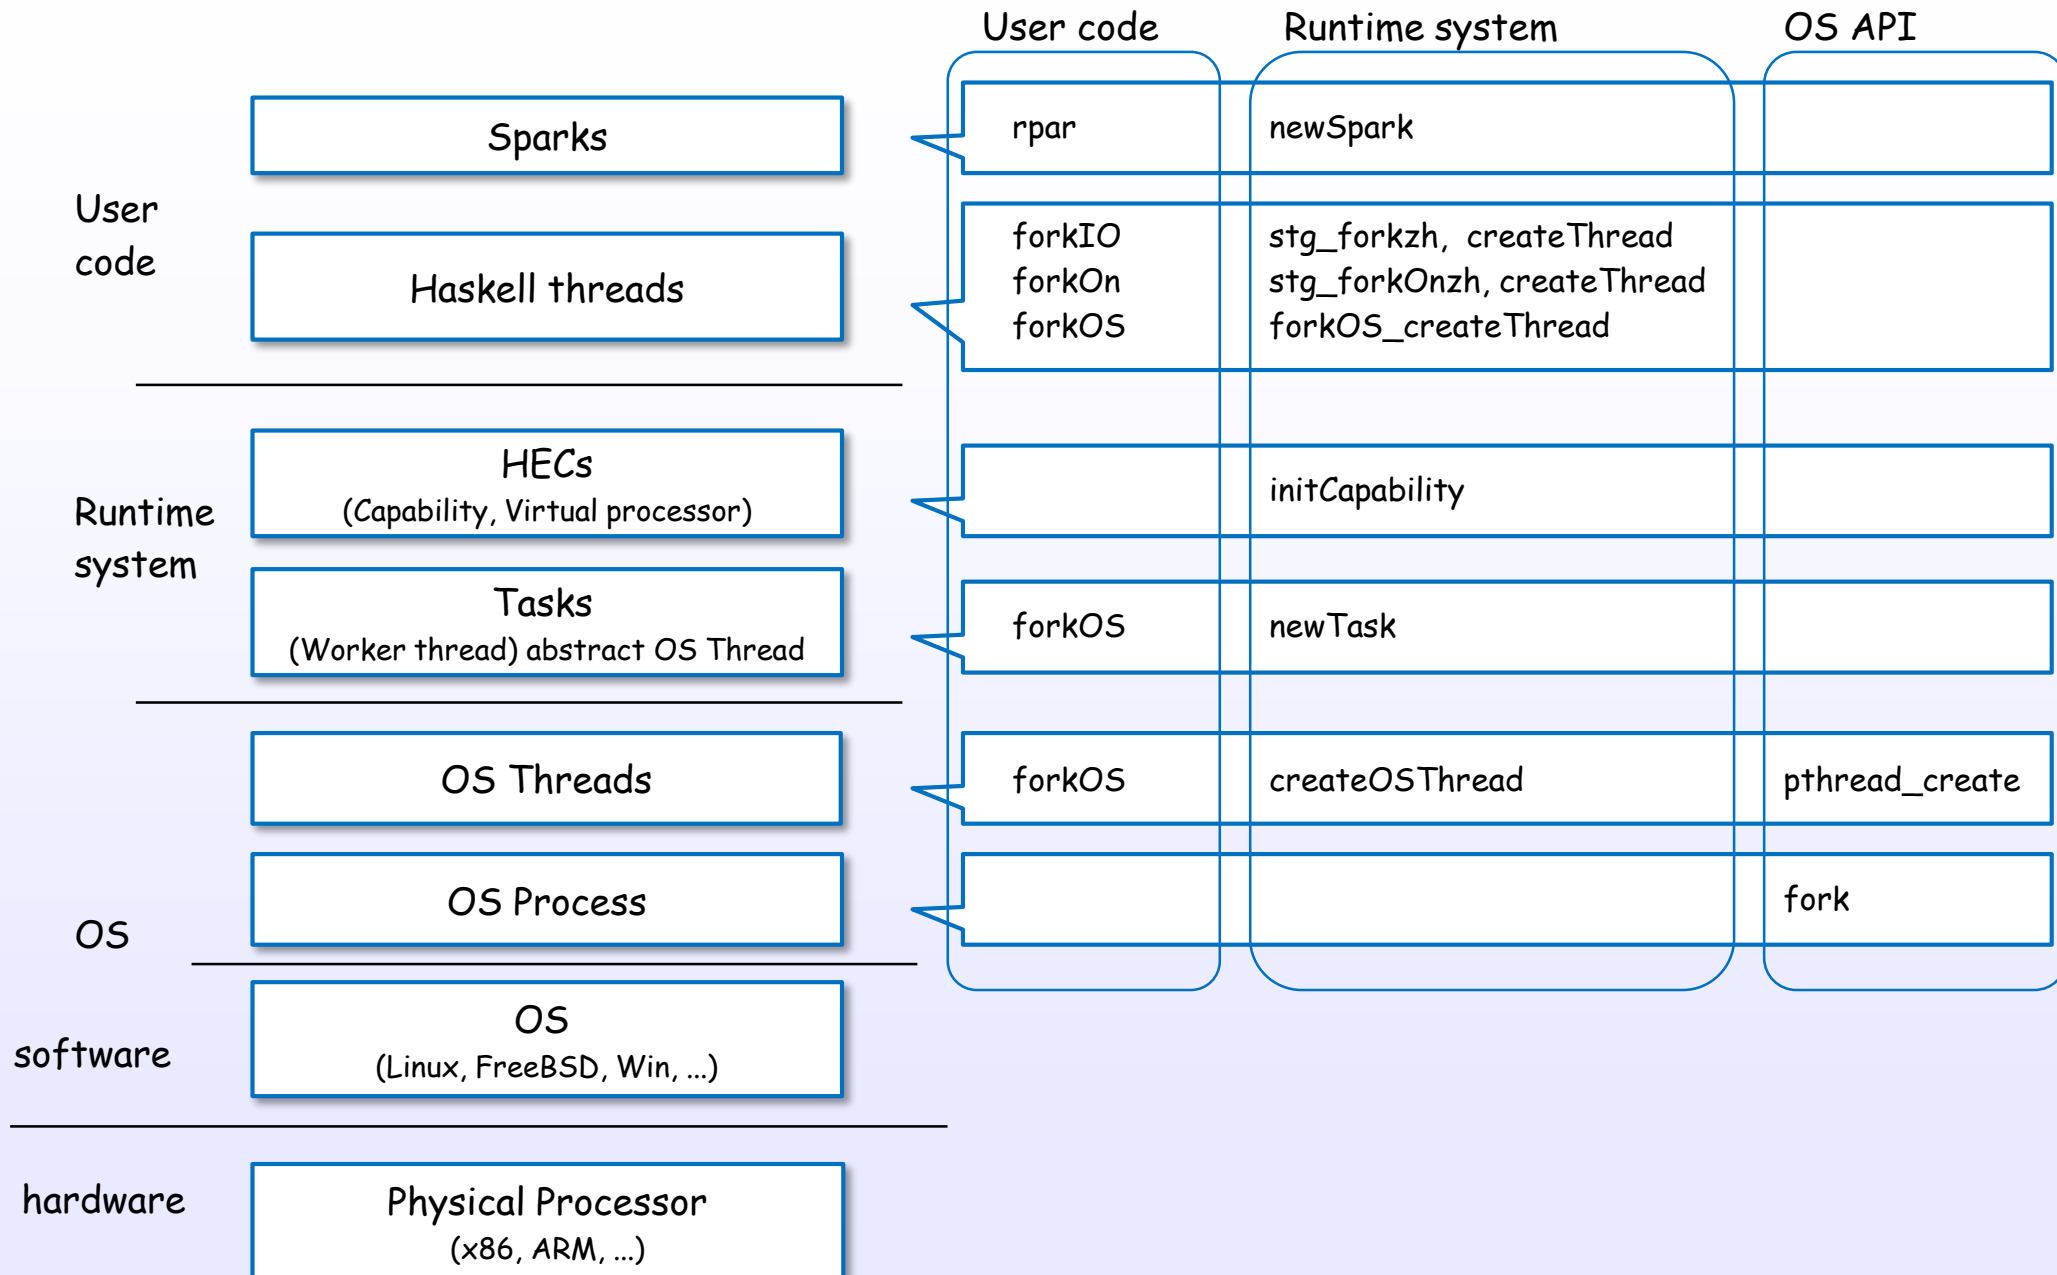 User code Runtime system OS API
Sparks
rpar newSpark
User
code
Haskell threads
forkIO stg_forkzh, createThread
forkOn stg_forkOnzh, createThread
forkOS forkOS_createThread
Runtime
system
HECs
(Capability, Virtual processor)
initCapability
Tasks
(Worker thread) abstract OS Thread
forkOS newTask
OS Threads
forkOS createOSThread pthread_create
OS Process
fork
OS
OS
(Linux, FreeBSD, Win, ...)
software
hardware
Physical Processor
(x86, ARM, ...)